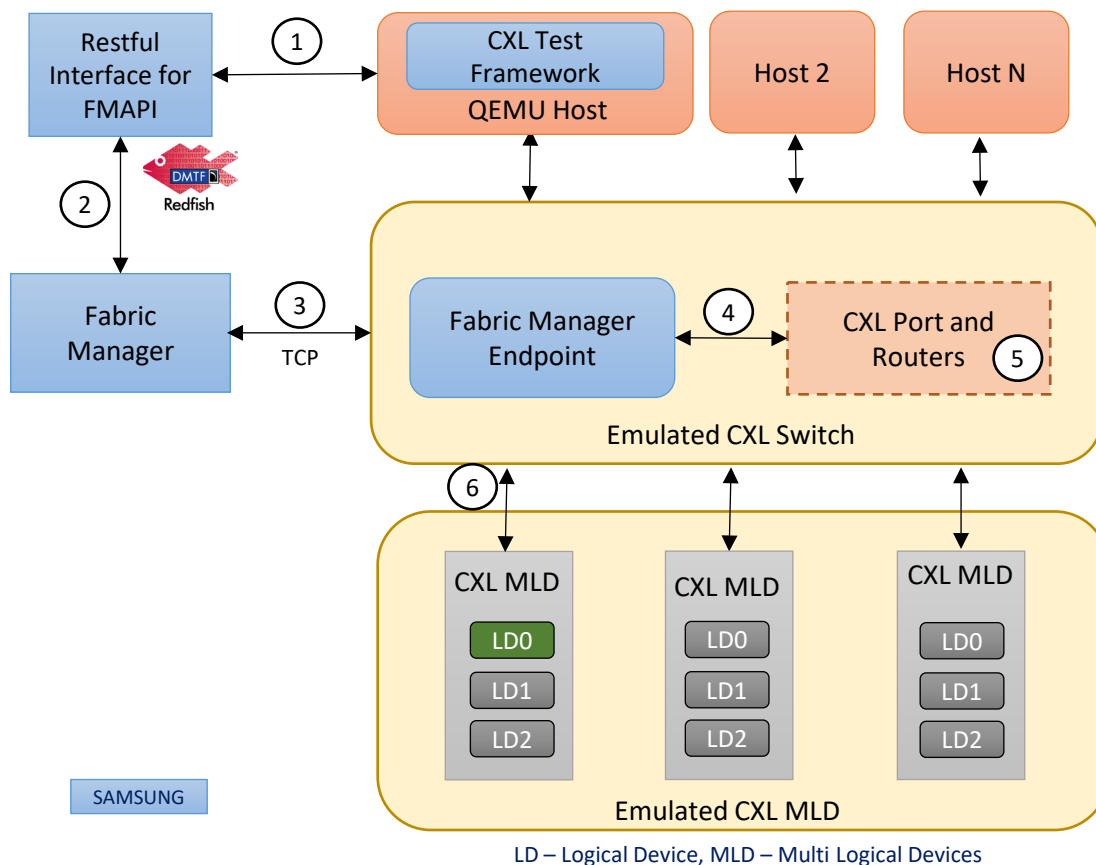 Restful
Interface for
FMAPI
1
CXL Test
Framework
QEMU Host
Host 2
Host N
2
DMTF
Redfish
Fabric
Manager
3
TCP
Fabric Manager
Endpoint
4
CXL Port and
Routers
5
Emulated CXL Switch
6
CXL MLD
LD0
LD1
LD2
CXL MLD
LD0
LD1
LD2
CXL MLD
LD0
LD1
LD2
SAMSUNG
Emulated CXL MLD
LD – Logical Device, MLD – Multi Logical Devices